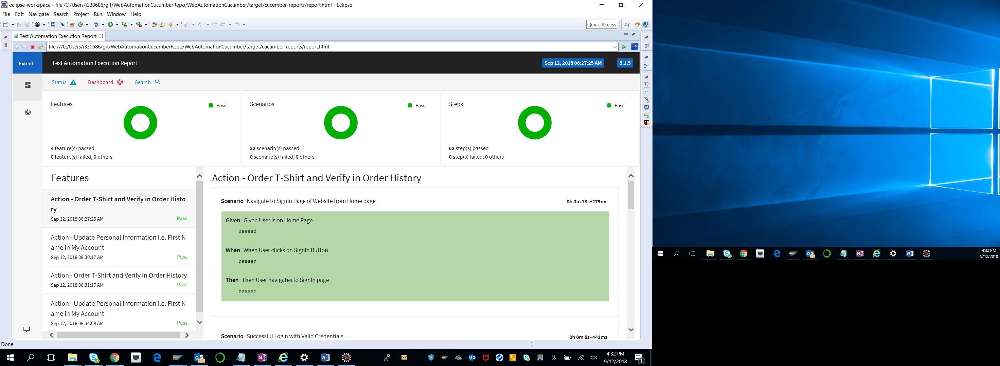 eclipse-workspace - file:/C:/Users/i330686/git/WebAutomationCucumberRepo/WebAutomationCucumber/target/cucumber-reports/report.html - Eclipse
File Edit Navigate Search Project Run Window Help
Quick Access
Test Automation Execution Report
file:///C:/Users/i330686/git/WebAutomationCucumberRepo/WebAutomationCucumber/target/cucumber-reports/report.html
Extent
Test Automation Execution Report
Sep 12, 2018 08:27:25 AM
3.1.5
Status
Dashboard
Search
Features
Pass
4 feature(s) passed
0 feature(s) failed, 0 others
Scenarios
Pass
22 scenario(s) passed
0 scenario(s) failed, 0 others
Steps
Pass
62 step(s) passed
0 step(s) failed, 0 others
Features
Action - Order T-Shirt and Verify in Order Histo
ry
Sep 12, 2018 08:27:25 AM Pass
Action - Update Personal Information i.e. First N
ame in My Account
Sep 12, 2018 08:30:17 AM Pass
Action - Order T-Shirt and Verify in Order History
Sep 12, 2018 08:31:17 AM Pass
Action - Update Personal Information i.e. First N
ame in My Account
Sep 12, 2018 08:34:09 AM Pass
Action - Order T-Shirt and Verify in Order History
Scenario Navigate to SignIn Page of Website from Home page 0h 0m 18s+279ms
Given Given User is on Home Page
passed
When When User clicks on SignIn Button
passed
Then Then User navigates to SignIn page
passed
Scenario Successful Login with Valid Credentials 0h 0m 8s+441ms
Done
4:32 PM
9/12/2018
1
4:32 PM
9/12/2018